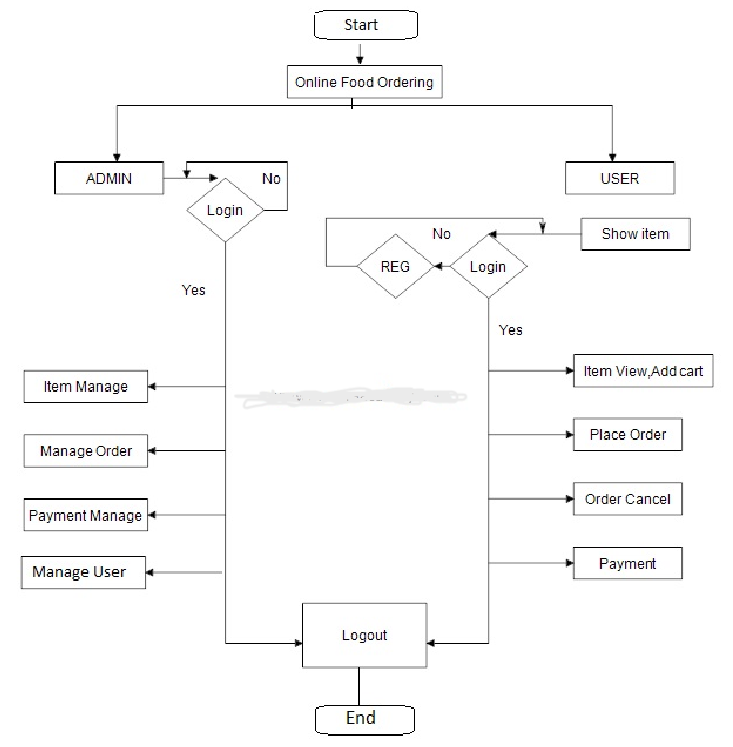 Start
Online Food Ordering
ADMIN
No
USER
Login
No
Show item
REG
Login
Yes
Yes
Item View,Add cart
Item Manage
Place Order
Manage Order
Order Cancel
Payment Manage
Payment
Manage User
Logout
End